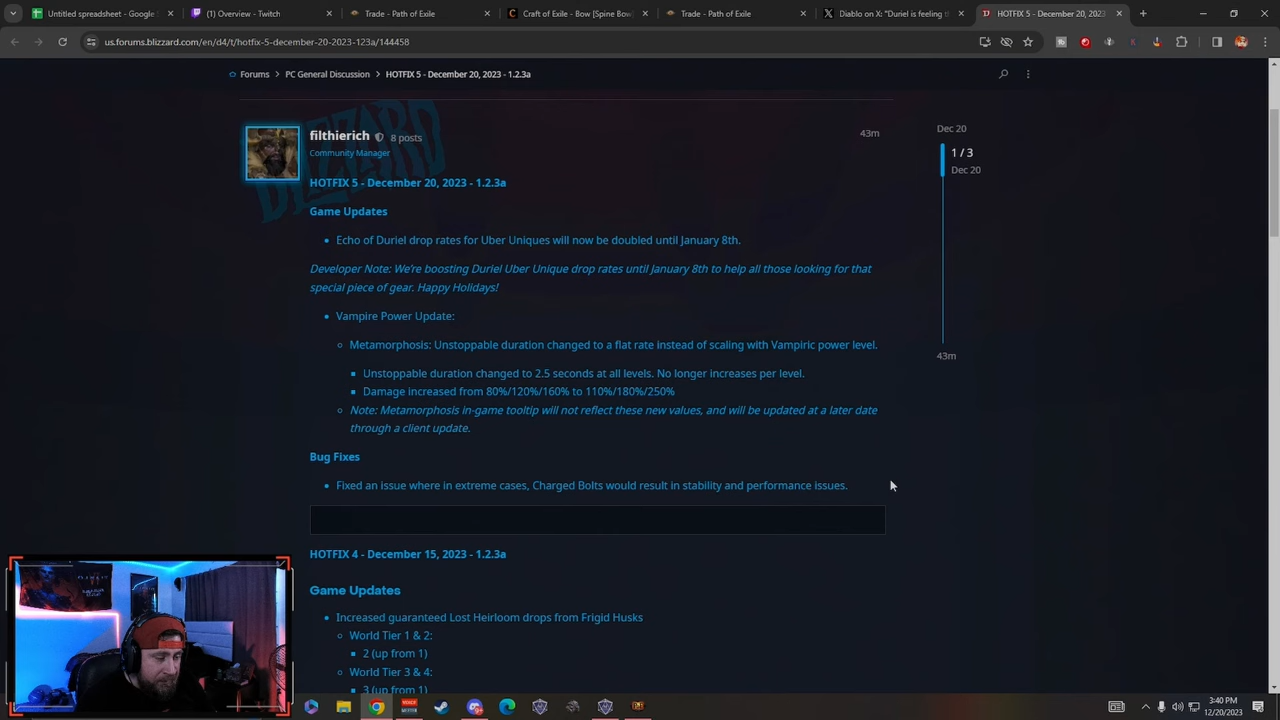 Untitled spreadsheet - Google S
(1) Overview - Twitch
Trade - Path of Exile
Craft of Exile - Bow [Spine Bow
Trade - Path of Exile
Diablo on X: "Duriel is feeling th
HOTFIX 5 - December 20, 2023 -
us.forums.blizzard.com/en/d4/t/hotfix-5-december-20-2023-123a/144458
Forums > PC General Discussion > HOTFIX 5 - December 20, 2023 - 1.2.3a
BLIZZARD
filthierich 8 posts 43m
Community Manager
HOTFIX 5 - December 20, 2023 - 1.2.3a
Game Updates
• Echo of Duriel drop rates for Uber Uniques will now be doubled until January 8th.
Developer Note: We're boosting Duriel Uber Unique drop rates until January 8th to help all those looking for that
special piece of gear. Happy Holidays!
• Vampire Power Update:
Metamorphosis: Unstoppable duration changed to a flat rate instead of scaling with Vampiric power level.
Unstoppable duration changed to 2.5 seconds at all levels. No longer increases per level.
Damage increased from 80%/120%/160% to 110%/180%/250%
Note: Metamorphosis in-game tooltip will not reflect these new values, and will be updated at a later date
through a client update.
Bug Fixes
• Fixed an issue where in extreme cases, Charged Bolts would result in stability and performance issues.
HOTFIX 4 - December 15, 2023 - 1.2.3a
Game Updates
• Increased guaranteed Lost Heirloom drops from Frigid Husks
World Tier 1 & 2:
2 (up from 1)
World Tier 3 & 4:
3 (up from 1)
Dec 20
1 / 3
Dec 20
43m
3:40 PM
12/20/2023